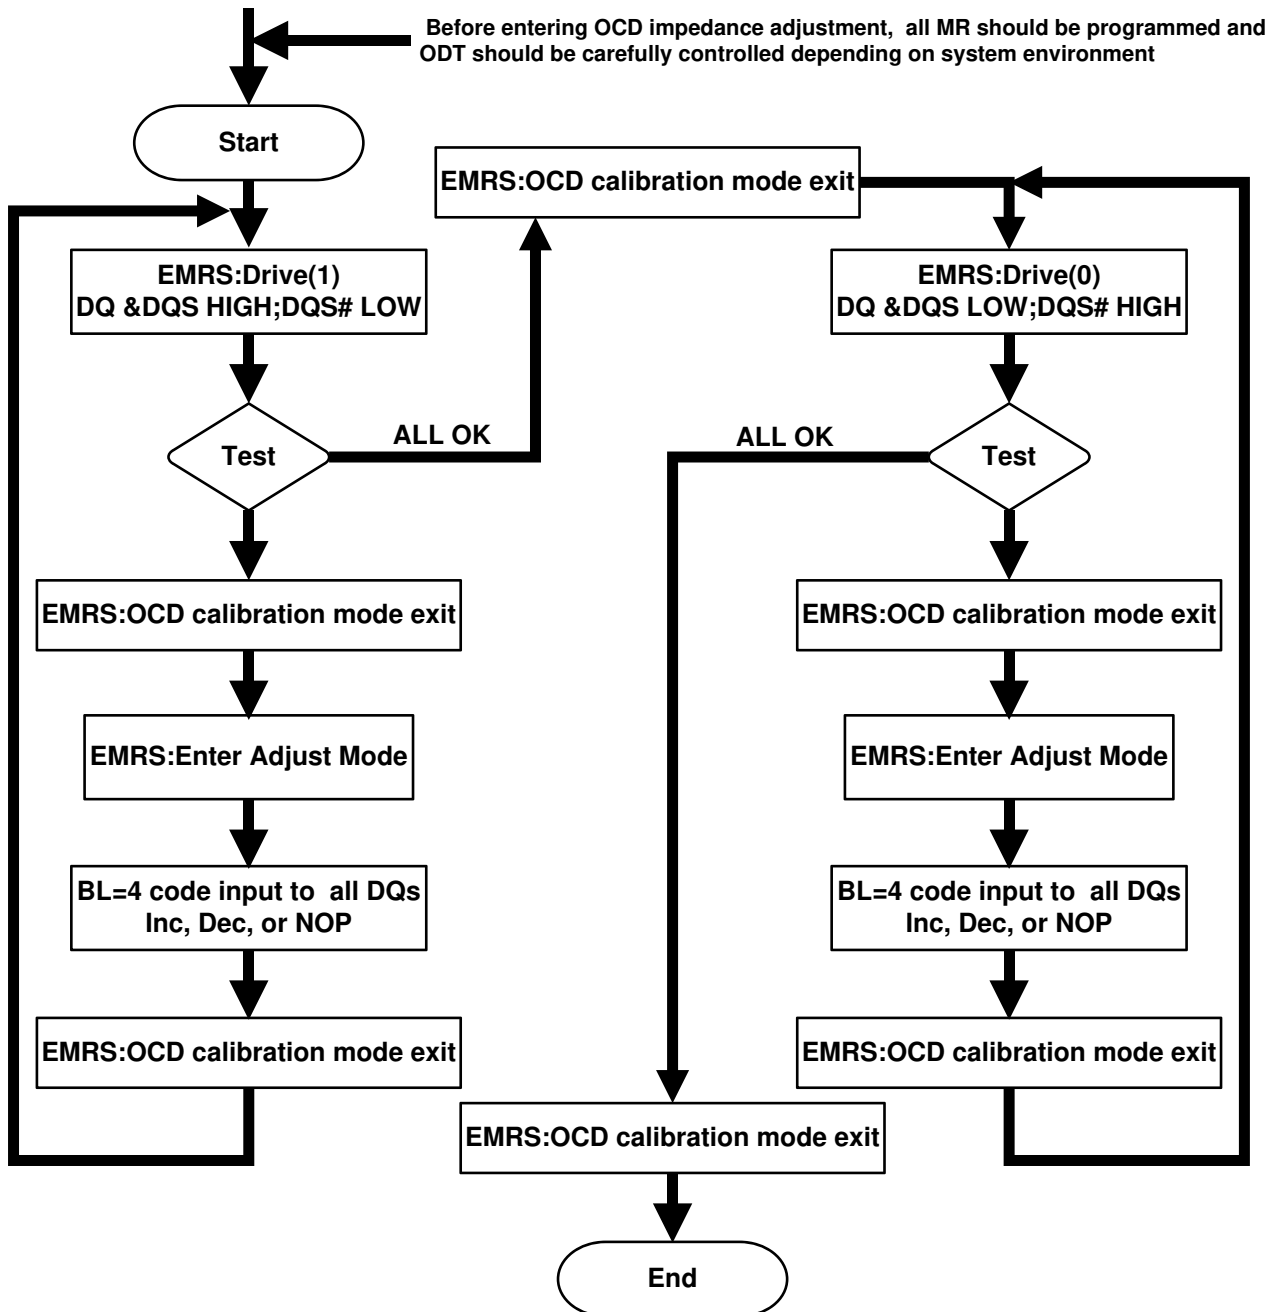 Before entering OCD impedance adjustment, all MR should be programmed and
ODT should be carefully controlled depending on system environment
Start
EMRS:OCD calibration mode exit
EMRS:Drive(1)
DQ &DQS HIGH;DQS# LOW
EMRS:Drive(0)
DQ &DQS LOW;DQS# HIGH
ALL OK
Test
ALL OK
Test
EMRS:OCD calibration mode exit
EMRS:OCD calibration mode exit
EMRS:Enter Adjust Mode
EMRS:Enter Adjust Mode
BL=4 code input to all DQs
Inc, Dec, or NOP
BL=4 code input to all DQs
Inc, Dec, or NOP
EMRS:OCD calibration mode exit
EMRS:OCD calibration mode exit
EMRS:OCD calibration mode exit
End